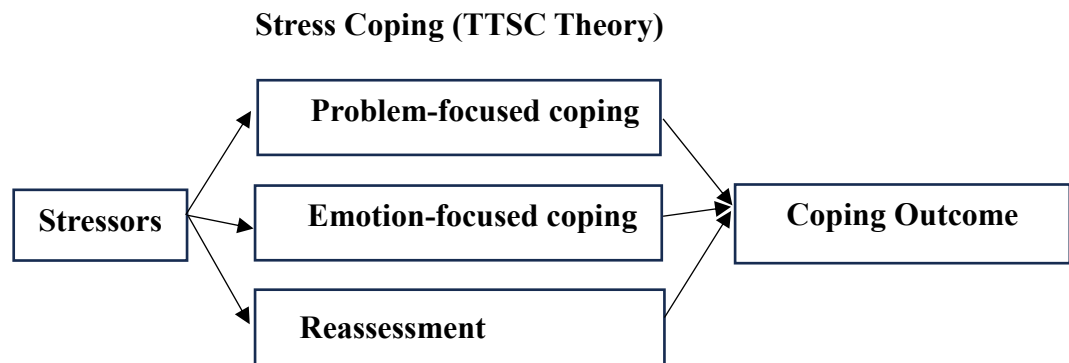 Stress Coping (TTSC Theory)
Problem-focused coping
Stressors
Emotion-focused coping
Coping Outcome
Reassessment